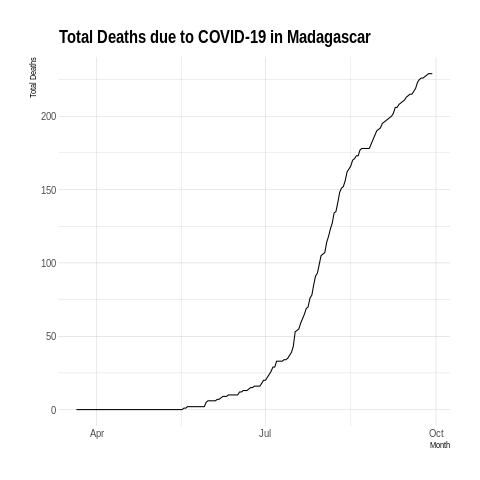 Total Deaths due to COVID-19 in Madagascar
Total Deaths
200
150
100
50
0
Apr
Jul
Oct
Month